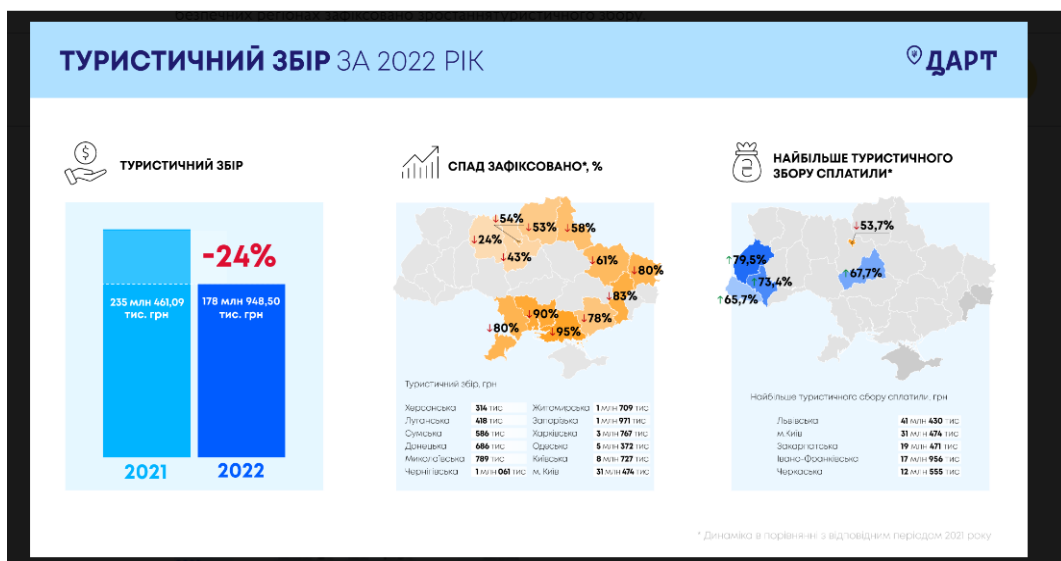 безпечних регіонах зафіксовано зростаннятуристичного збору.
ТУРИСТИЧНИЙ ЗБІР ЗА 2022 РІК
ДАРТ
ТУРИСТИЧНИЙ ЗБІР
-24%
235 млн 461,09
тис. грн
178 млн 948,50
тис. грн
2021
2022
СПАД ЗАФІКСОВАНО*, %
↓54%
↓53%
↓58%
↓24%
↓43%
↓61%
↓80%
↓83%
↓90%
↓78%
↓80%
↓95%
Туристичний збір, грн
Херсонська 314 тис
Луганська 418 тис
Сумська 586 тис
Донецька 686 тис
Миколаївська 789 тис
Чернігівська 1 млн 061 тис
Житомирська 1 млн 709 тис
Запорізька 1 млн 971 тис
Харківська 3 млн 767 тис
Одеська 5 млн 372 тис
Київська 8 млн 727 тис
м. Київ 31 млн 474 тис
НАЙБІЛЬШЕ ТУРИСТИЧНОГО
ЗБОРУ СПЛАТИЛИ*
↓53,7%
↑79,5%
↑73,4%
↑67,7%
↑65,7%
Найбільше туристичного збору сплатили, грн
Львівська 41 млн 430 тис
м.Київ 31 млн 474 тис
Закарпатська 19 млн 471 тис
Івано-Франківська 17 млн 956 тис
Черкаська 12 млн 555 тис
* Динаміка в порівнянні з відповідним періодом 2021 року